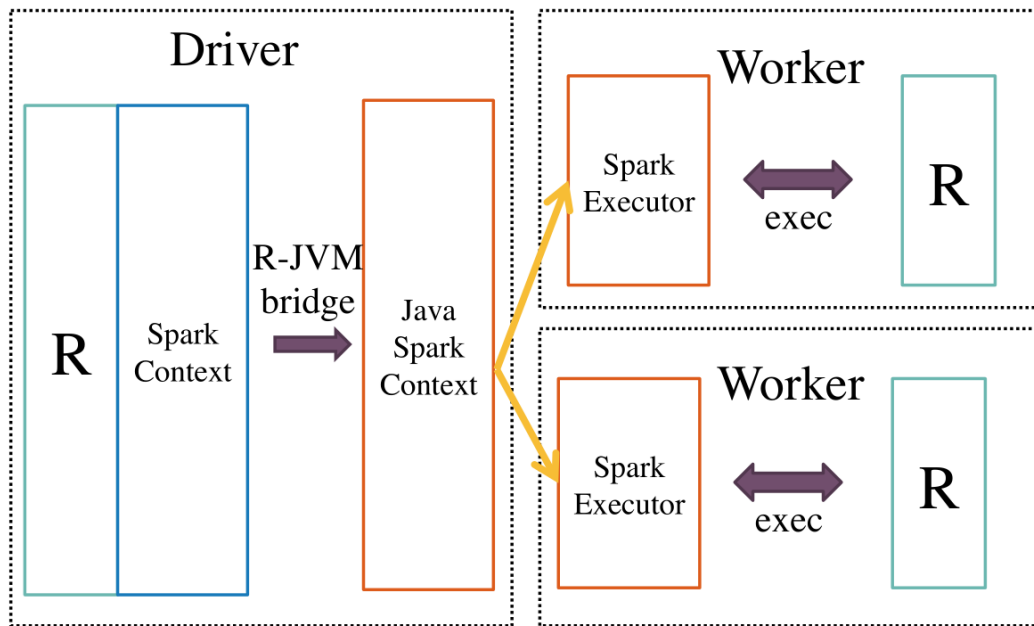 Driver
R
Spark
Context
R-JVM
bridge
Java
Spark
Context
Worker
Spark
Executor
exec
R
Worker
Spark
Executor
exec
R